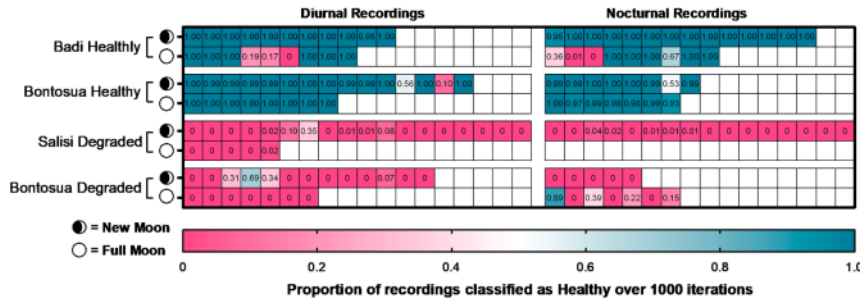 Diurnal Recordings Nocturnal Recordings
Badi Healthly
1.00 1.00 1.00 1.00 1.00 1.00 1.00 1.00 1.00 0.98 1.00 0.95 1.00 1.00 1.00 1.00 1.00 1.00 1.00 1.00 1.00 1.00 1.00 1.00 1.00
1.00 1.00 1.00 0.19 0.17 0 1.00 1.00 1.00 0.36 0.01 0 1.00 1.00 1.00 0.67 1.00 1.00
Bontosua Healthy
1.00 0.99 0.99 0.99 0.99 1.00 1.00 1.00 0.99 0.99 1.00 0.56 1.00 0.10 1.00 0.99 0.99 1.00 1.00 0.99 1.00 0.53 0.77
1.00 1.00 1.00 1.00 1.00 1.00 1.00 1.00 1.00 0.97 0.99 0.98 0.98 0.99 0.93
Salisi Degraded
0 0 0 0 0.02 0.10 0.35 0 0.01 0.01 0.08 0 0 0 0 0 0 0 0 0 0.04 0.02 0 0.01 0.01 0.01 0 0 0 0 0 0 0 0
0 0 0 0 0.02
Bontosua Degraded
0 0 0.31 0.69 0.34 0 0 0 0 0 0.07 0 0 0 0 0 0 0
0 0 0 0 0 0 0 0.89 0 0.39 0 0.22 0 0.15
= New Moon
= Full Moon
0 0.2 0.4 0.6 0.8 1.0
Proportion of recordings classified as Healthy over 1000 iterations